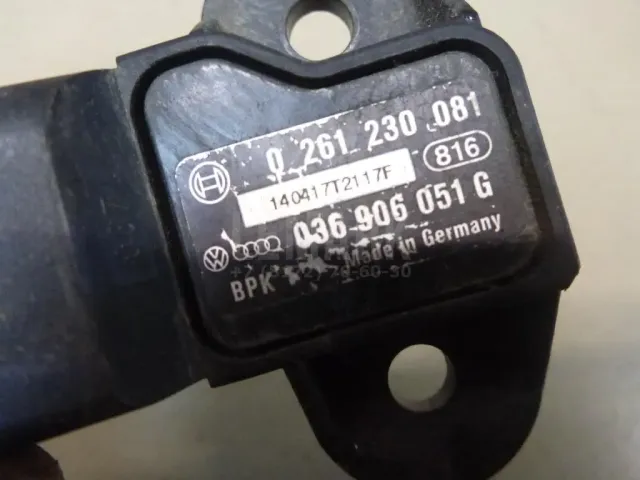 0 261 230 081
140417T2117F
816
036 906 051 G
Made in Germany
BPK